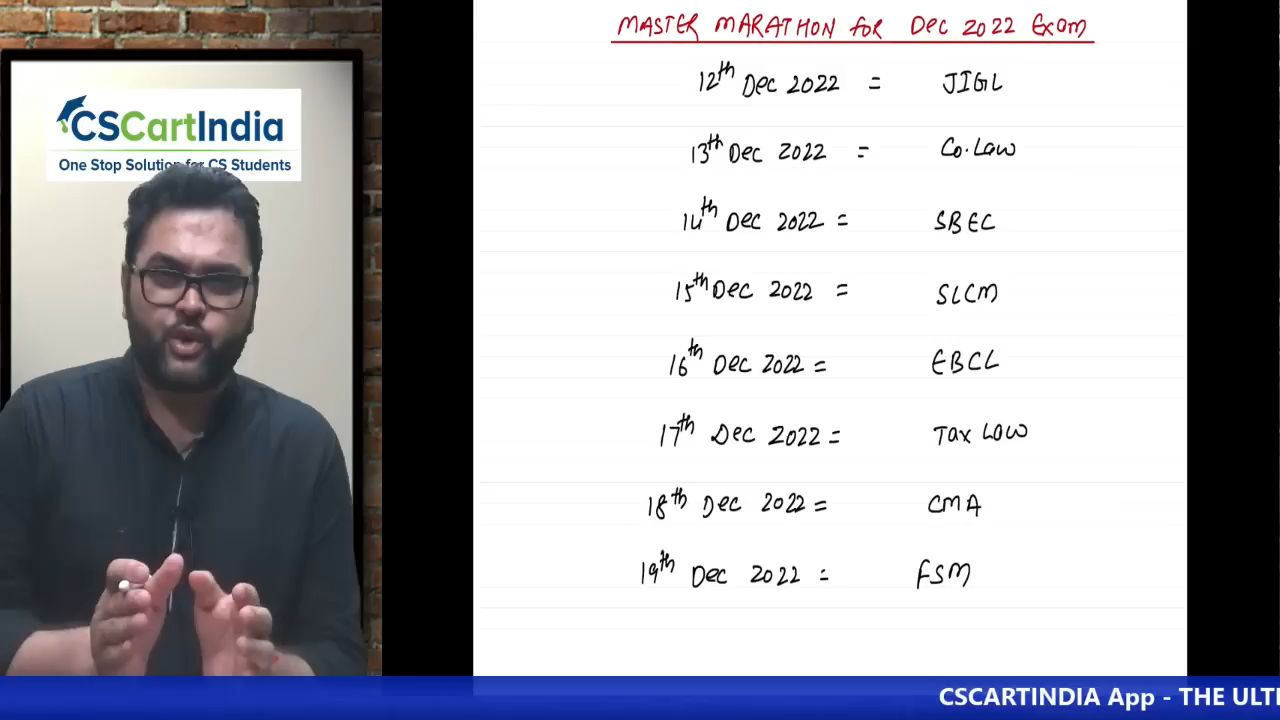 MASTER MARATHON for Dec 2022 Exam
12th Dec 2022 = JIGL
13th Dec 2022 = Co. Law
14th Dec 2022 = SBEC
15th Dec 2022 = SLCM
16th Dec 2022 = EBCL
17th Dec 2022 = Tax Law
18th Dec 2022 = CMA
19th Dec 2022 = FSM
CSCartIndia
One Stop Solution for CS Students
CSCARTINDIA App - THE ULTI